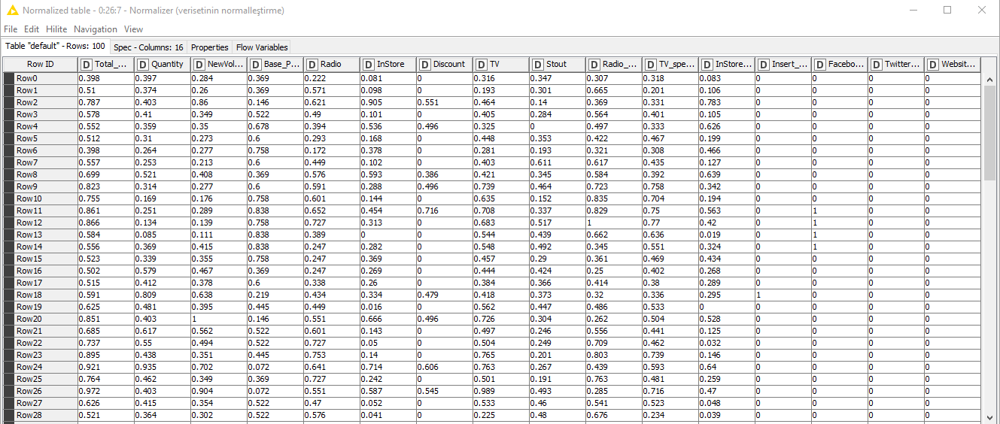 Normalized table - 0:26:7 - Normalizer (verisetinin normalleştirme)
File Edit Hilite Navigation View
Table "default" - Rows: 100 Spec - Columns: 16 Properties Flow Variables
Row ID D Total_... D Quantity D NewVol... D Base_P... D Radio D InStore D Discount D TV D Stout D Radio_... D TV_spe... D InStore... D Insert_... D Facebo... D Twitter... D Websit...
Row0 0.398 0.397 0.284 0.369 0.222 0.081 0 0.316 0.347 0.307 0.318 0.083 0 0 0 0
Row1 0.51 0.374 0.26 0.369 0.571 0.098 0 0.193 0.301 0.665 0.201 0.106 0 0 0 0
Row2 0.787 0.403 0.86 0.146 0.621 0.905 0.551 0.464 0.14 0.369 0.331 0.783 0 0 0 0
Row3 0.578 0.41 0.349 0.522 0.49 0.101 0 0.405 0.284 0.564 0.401 0.105 0 0 0 0
Row4 0.552 0.359 0.35 0.678 0.394 0.536 0.496 0.325 0 0.497 0.333 0.626 0 0 0 0
Row5 0.512 0.31 0.273 0.6 0.293 0.168 0 0.448 0.353 0.422 0.467 0.199 0 0 0 0
Row6 0.398 0.264 0.277 0.758 0.172 0.378 0 0.281 0.193 0.321 0.308 0.466 0 0 0 0
Row7 0.557 0.253 0.213 0.6 0.449 0.102 0 0.403 0.611 0.617 0.435 0.127 0 0 0 0
Row8 0.699 0.521 0.408 0.369 0.576 0.593 0.386 0.421 0.345 0.584 0.392 0.639 0 0 0 0
Row9 0.823 0.314 0.277 0.6 0.591 0.288 0.496 0.739 0.464 0.723 0.758 0.342 0 0 0 0
Row10 0.755 0.169 0.176 0.758 0.601 0.144 0 0.635 0.152 0.835 0.704 0.194 0 0 0 0
Row11 0.861 0.251 0.289 0.838 0.652 0.454 0.716 0.708 0.337 0.829 0.75 0.563 0 1 0 0
Row12 0.866 0.134 0.139 0.758 0.727 0.313 0 0.683 0.517 1 0.77 0.42 0 1 0 0
Row13 0.584 0.085 0.111 0.838 0.389 0 0 0.544 0.439 0.662 0.636 0.019 0 1 0 0
Row14 0.556 0.369 0.415 0.838 0.247 0.282 0 0.548 0.492 0.345 0.551 0.324 0 1 0 0
Row15 0.523 0.339 0.355 0.758 0.247 0.369 0 0.457 0.29 0.361 0.469 0.434 0 0 0 0
Row16 0.502 0.579 0.467 0.369 0.247 0.269 0 0.444 0.424 0.25 0.402 0.268 0 0 0 0
Row17 0.515 0.412 0.378 0.6 0.338 0.26 0 0.384 0.366 0.414 0.38 0.289 0 0 0 0
Row18 0.591 0.809 0.638 0.219 0.434 0.334 0.479 0.418 0.373 0.32 0.336 0.295 1 0 0 0
Row19 0.625 0.481 0.395 0.445 0.449 0.016 0 0.562 0.447 0.486 0.533 0 0 0 0 0
Row20 0.851 0.403 1 0.146 0.551 0.666 0.496 0.726 0.304 0.262 0.504 0.528 0 0 0 0
Row21 0.685 0.617 0.562 0.522 0.601 0.143 0 0.497 0.246 0.556 0.441 0.125 0 0 0 0
Row22 0.737 0.55 0.494 0.522 0.727 0.05 0 0.504 0.249 0.709 0.462 0.032 0 0 0 0
Row23 0.895 0.438 0.351 0.445 0.753 0.14 0 0.765 0.201 0.803 0.739 0.146 0 0 0 0
Row24 0.921 0.935 0.702 0.072 0.641 0.714 0.606 0.763 0.267 0.439 0.593 0.64 0 0 0 0
Row25 0.764 0.462 0.349 0.369 0.727 0.242 0 0.501 0.191 0.763 0.481 0.259 0 0 0 0
Row26 0.972 0.403 0.904 0.072 0.551 0.587 0.545 0.989 0.493 0.285 0.716 0.47 0 0 0 0
Row27 0.626 0.415 0.354 0.522 0.47 0.052 0 0.533 0.46 0.541 0.523 0.048 0 0 0 0
Row28 0.521 0.364 0.302 0.522 0.576 0.041 0 0.225 0.48 0.676 0.234 0.039 0 0 0 0